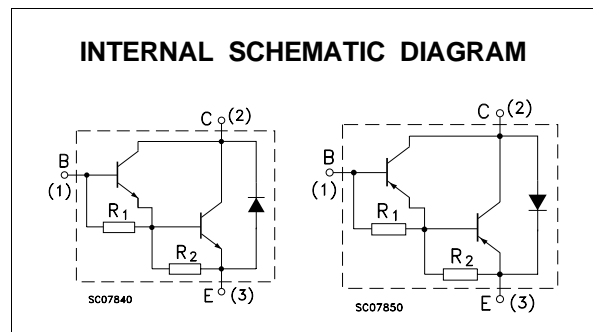 INTERNAL SCHEMATIC DIAGRAM
C (2)
B
(1)
R1
R2
E (3)
SC07840
C (2)
B
(1)
R1
R2
E (3)
SC07850